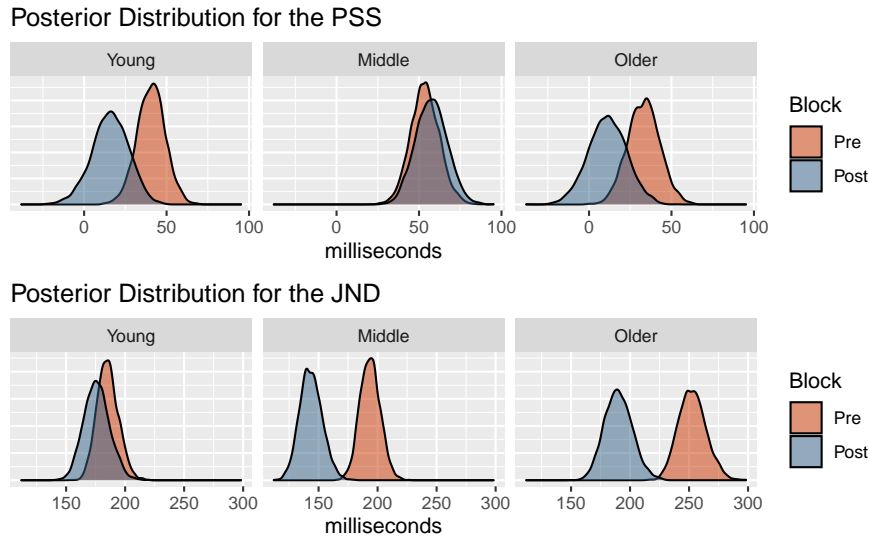 Posterior Distribution for the PSS
Young Middle Older
0 50 100 0 50 100 0 50 100
milliseconds
Block
Pre
Post
Posterior Distribution for the JND
Young Middle Older
150 200 250 300 150 200 250 300 150 200 250 300
milliseconds
Block
Pre
Post